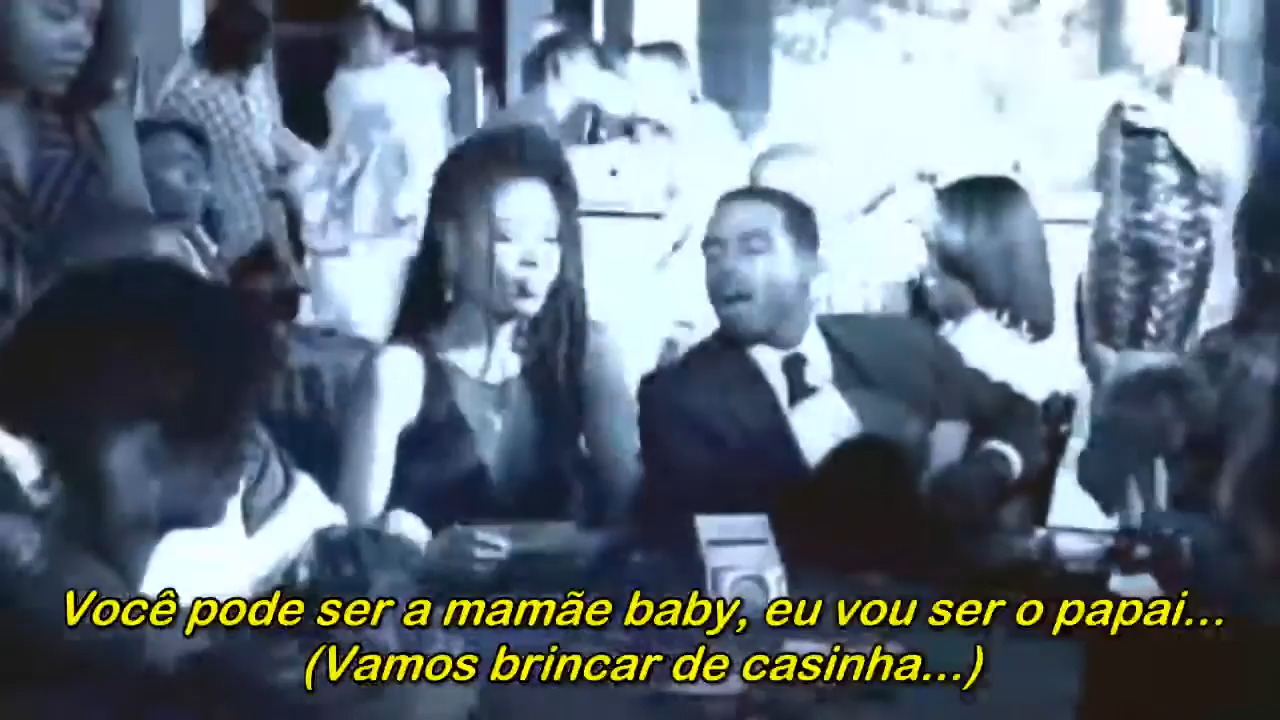 Você pode ser a mamãe baby, eu vou ser o papai...
(Vamos brincar de casinha...)